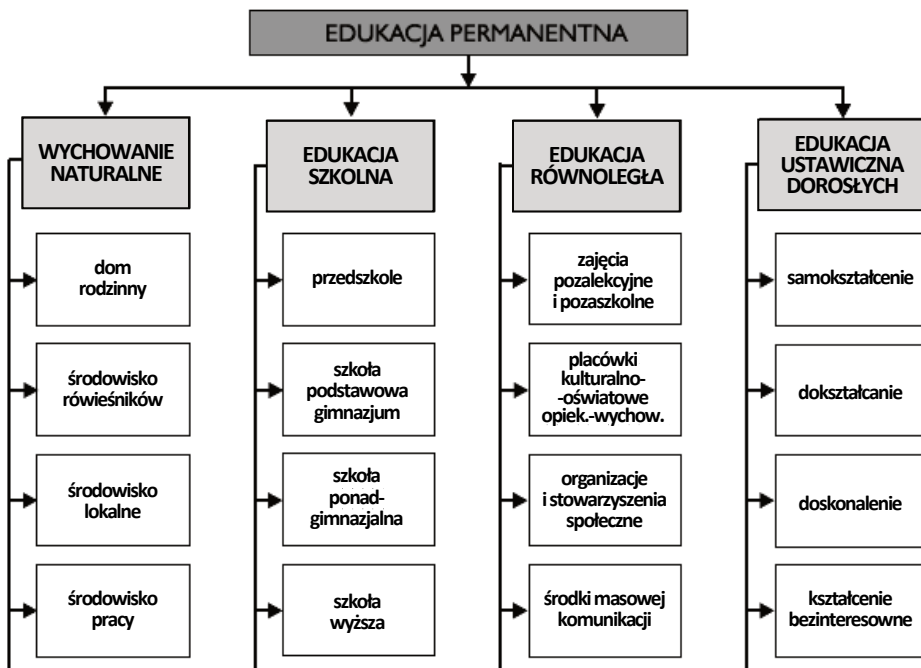 EDUKACJA PERMANENTNA
WYCHOWANIE
NATURALNE
dom
rodzinny
środowisko
rówieśników
środowisko
lokalne
środowisko
pracy
EDUKACJA
SZKOLNA
przedszkole
szkoła
podstawowa
gimnazjum
szkoła
ponad-
gimnazjalna
szkoła
wyższa
EDUKACJA
RÓWNOLEGŁA
zajęcia
pozalekcyjne
i pozaszkolne
placówki
kulturalno-
-oświatowe
opiek.-wychow.
organizacje
i stowarzyszenia
społeczne
środki masowej
komunikacji
EDUKACJA
USTAWICZNA
DOROSŁYCH
samokształcenie
dokształcanie
doskonalenie
kształcenie
bezinteresowne